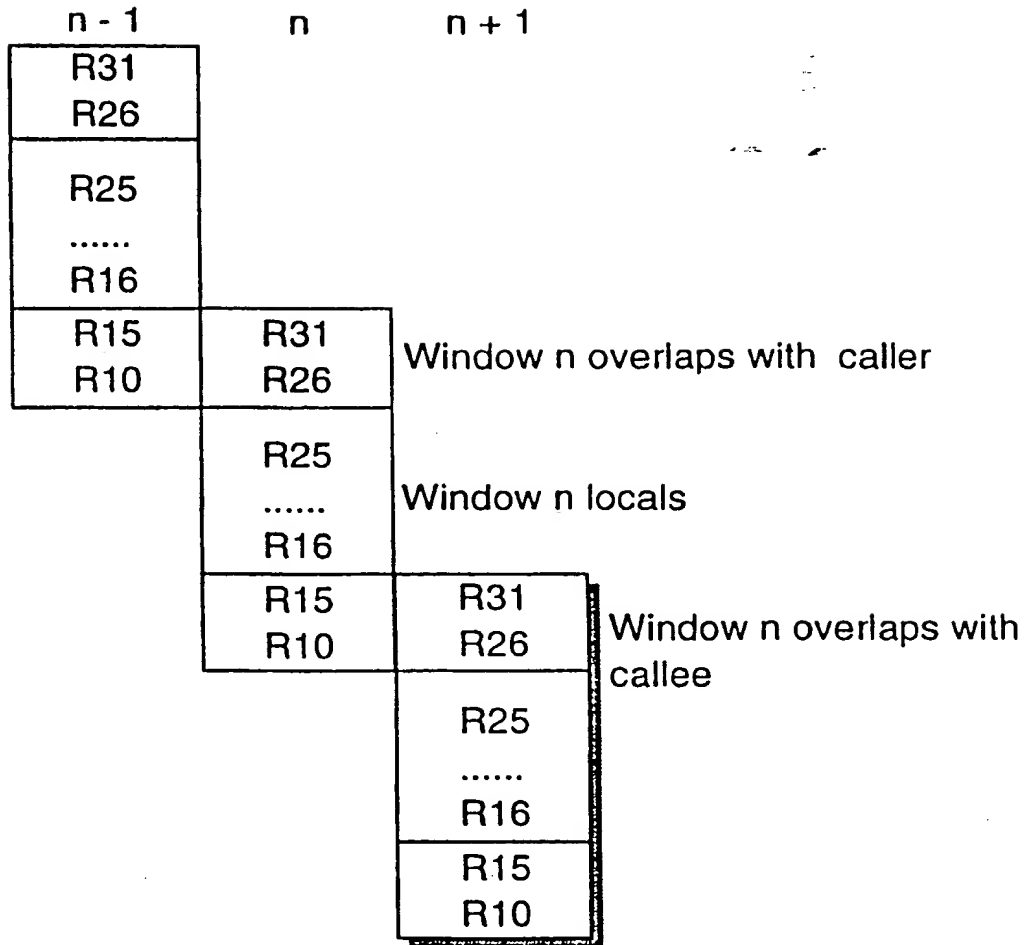 n - 1 n n + 1
R31
R26
R25
......
R16
R15 R31
R10 R26
Window n overlaps with caller
R25
......
R16
Window n locals
R15 R31
R10 R26
Window n overlaps with
callee
R25
......
R16
R15
R10